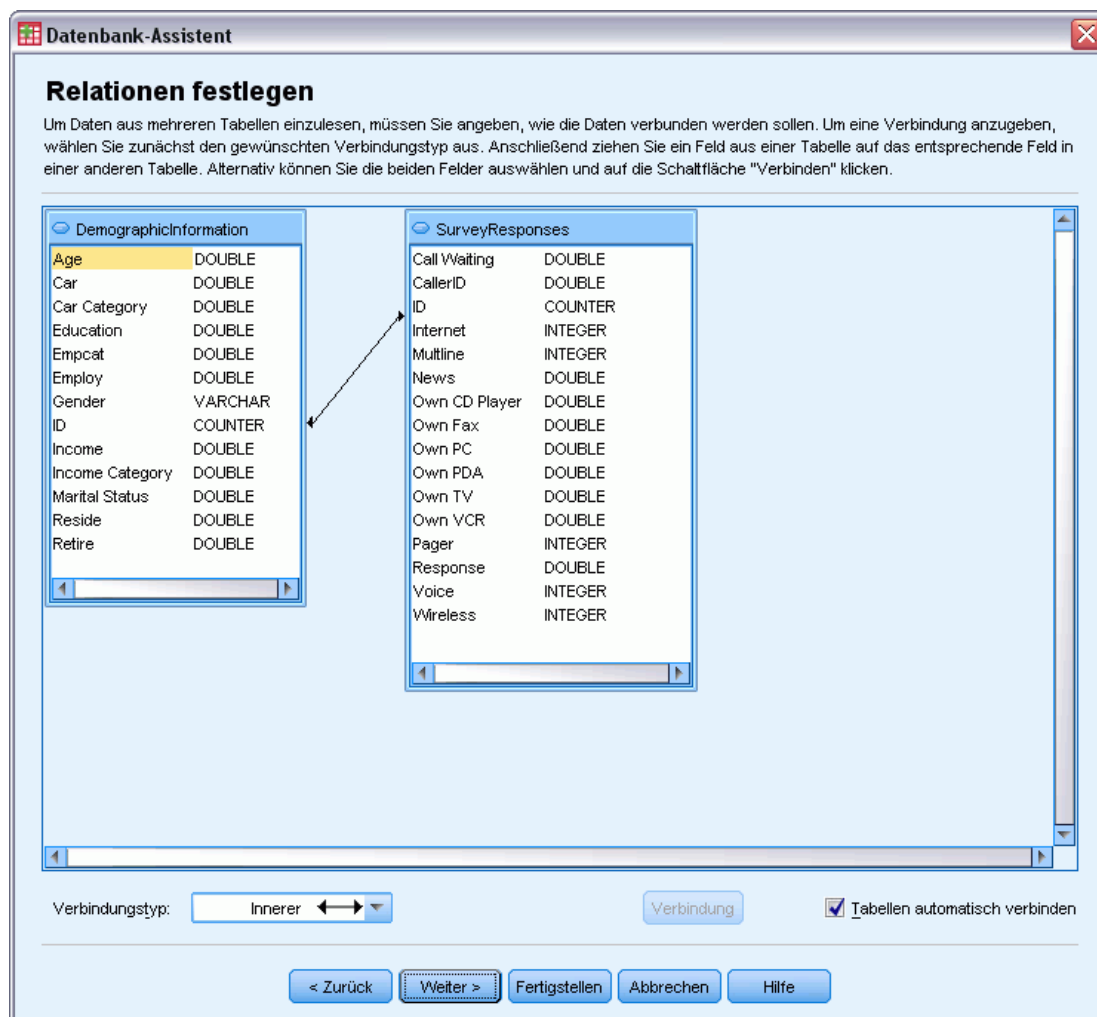 Datenbank-Assistent
Relationen festlegen
Um Daten aus mehreren Tabellen einzulesen, müssen Sie angeben, wie die Daten verbunden werden sollen. Um eine Verbindung anzugeben,
wählen Sie zunächst den gewünschten Verbindungstyp aus. Anschließend ziehen Sie ein Feld aus einer Tabelle auf das entsprechende Feld in
einer anderen Tabelle. Alternativ können Sie die beiden Felder auswählen und auf die Schaltfläche "Verbinden" klicken.
DemographicInformation
Age DOUBLE
Car DOUBLE
Car Category DOUBLE
Education DOUBLE
Empcat DOUBLE
Employ DOUBLE
Gender VARCHAR
ID COUNTER
Income DOUBLE
Income Category DOUBLE
Marital Status DOUBLE
Reside DOUBLE
Retire DOUBLE
SurveyResponses
Call Waiting DOUBLE
CallerID DOUBLE
ID COUNTER
Internet INTEGER
Multline INTEGER
News DOUBLE
Own CD Player DOUBLE
Own Fax DOUBLE
Own PC DOUBLE
Own PDA DOUBLE
Own TV DOUBLE
Own VCR DOUBLE
Pager INTEGER
Response DOUBLE
Voice INTEGER
Wireless INTEGER
Verbindungstyp: Innerer Verbindung Tabellen automatisch verbinden
< Zurück Weiter > Fertigstellen Abbrechen Hilfe